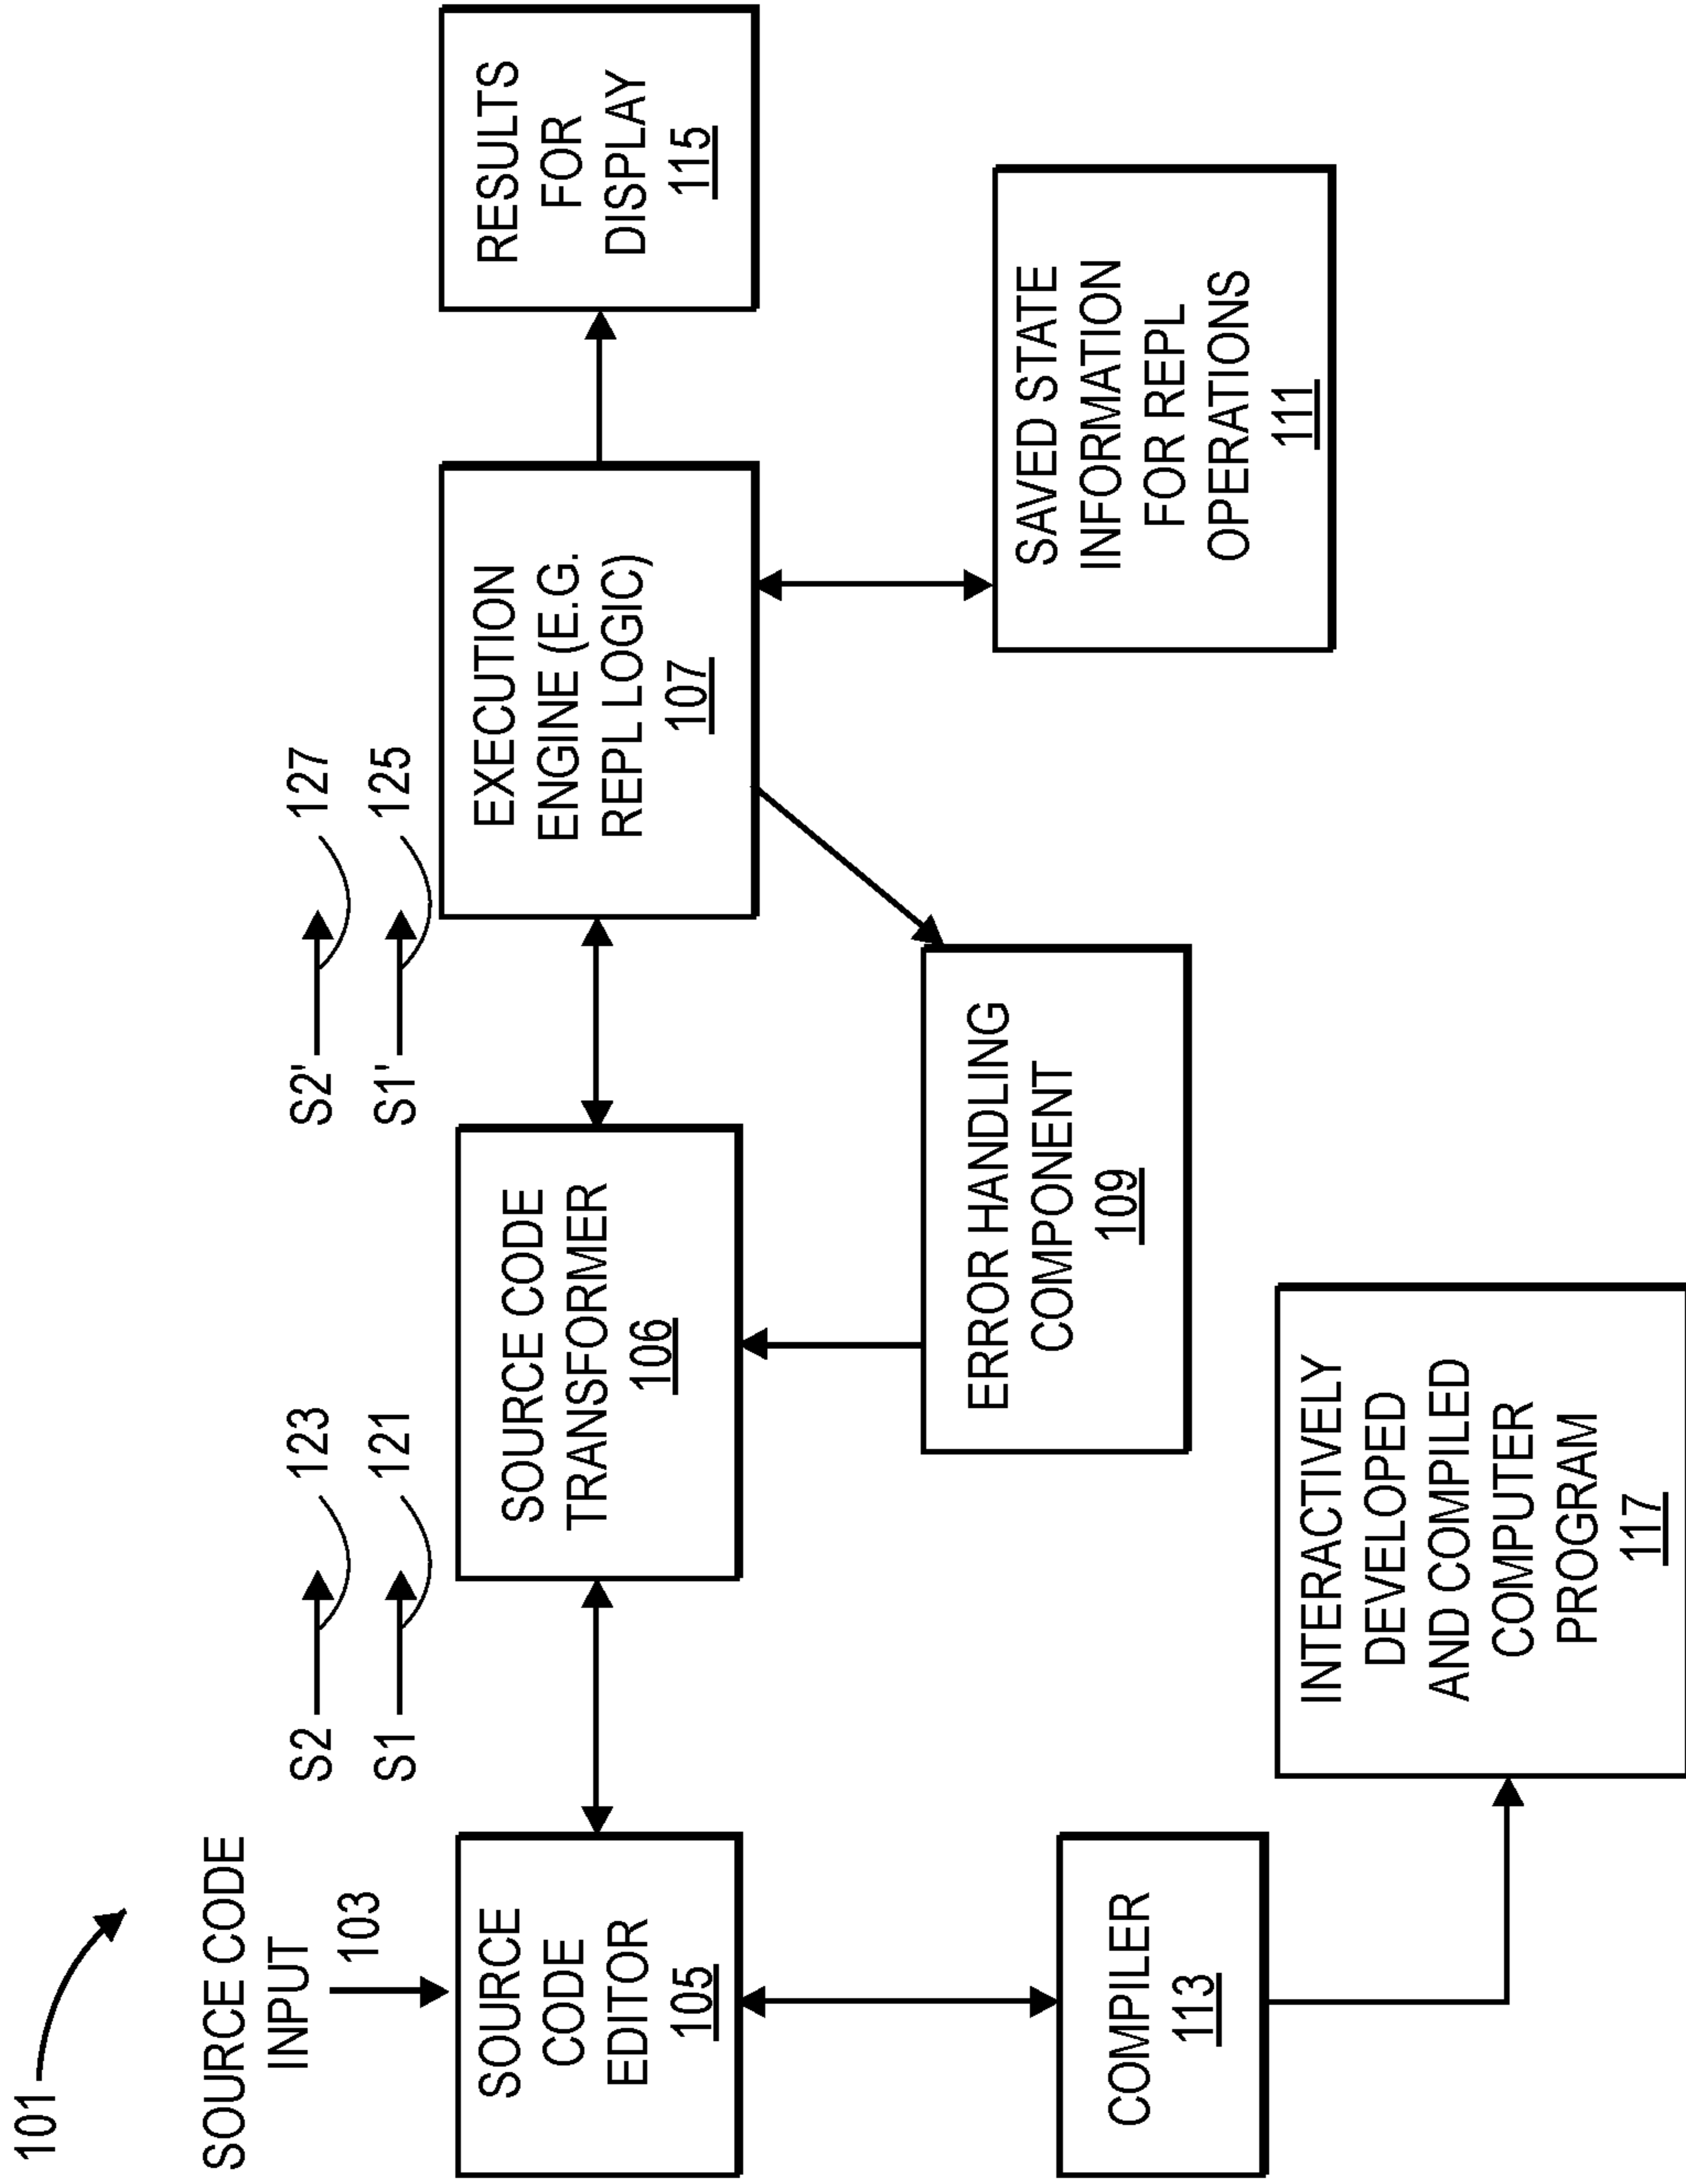 101
SOURCE CODE
INPUT
103
S2
123
S1
121
S2'
127
S1'
125
SOURCE
CODE
EDITOR
105
SOURCE CODE
TRANSFORMER
106
EXECUTION
ENGINE (E.G.
REPL LOGIC)
107
RESULTS
FOR
DISPLAY
115
ERROR HANDLING
COMPONENT
109
SAVED STATE
INFORMATION
FOR REPL
OPERATIONS
111
COMPILER
113
INTERACTIVELY
DEVELOPED
AND COMPILED
COMPUTER
PROGRAM
117